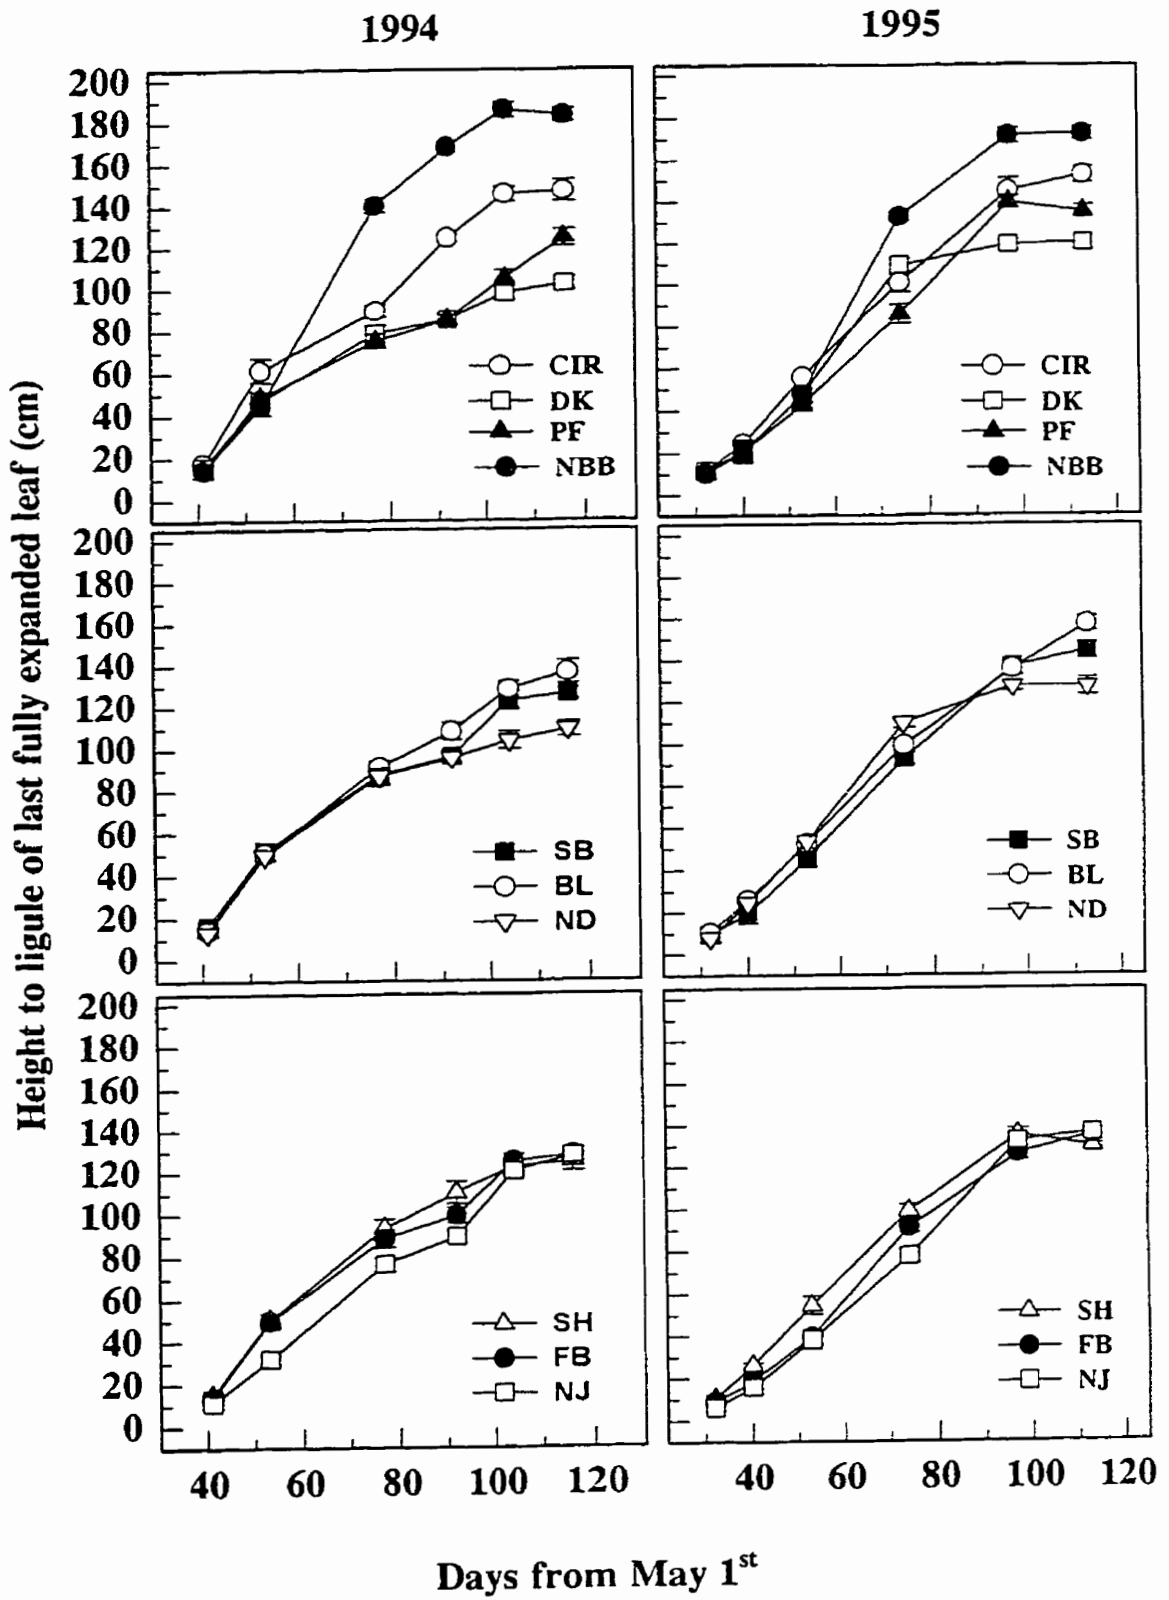 1994 1995
200
180
160
140
120
100
80
60
40
20
0
CIR
DK
PF
NBB
CIR
DK
PF
NBB
200
180
160
140
120
100
80
60
40
20
0
SB
BL
ND
SB
BL
ND
200
180
160
140
120
100
80
60
40
20
0
SH
FB
NJ
SH
FB
NJ
40 60 80 100 120 40 60 80 100 120
Height to ligule of last fully expanded leaf (cm)
Days from May 1st